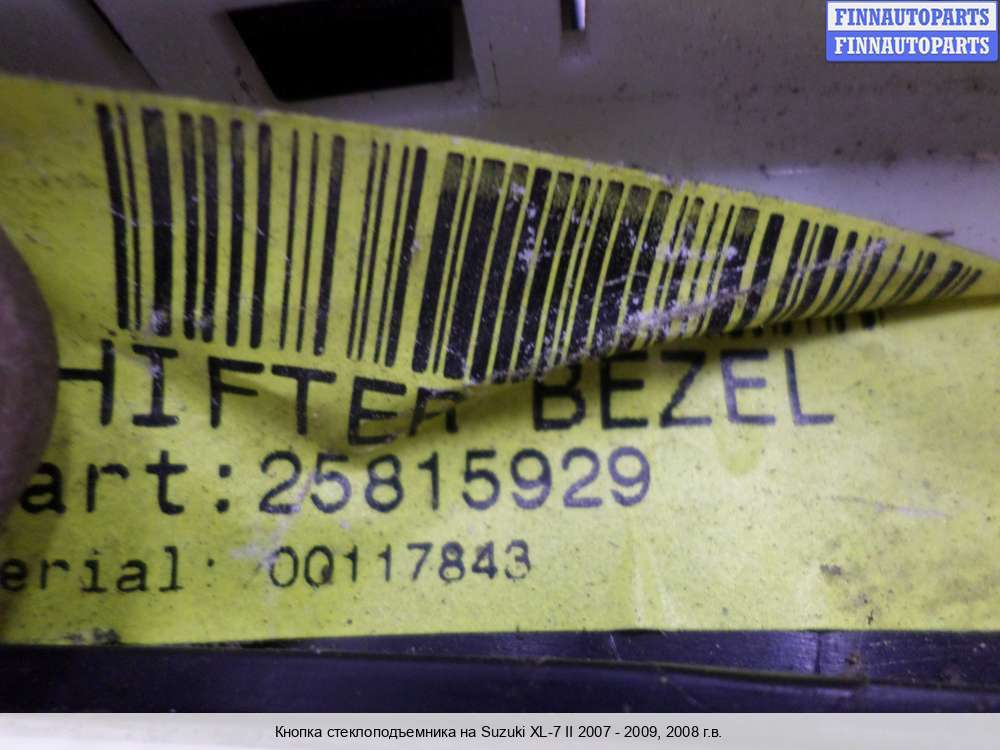 FINNAUTOPARTS
FINNAUTOPARTS
HIFTER BEZEL
art:25815929
erial: 00117843
Кнопка стеклоподъемника на Suzuki XL-7 II 2007 - 2009, 2008 г.в.